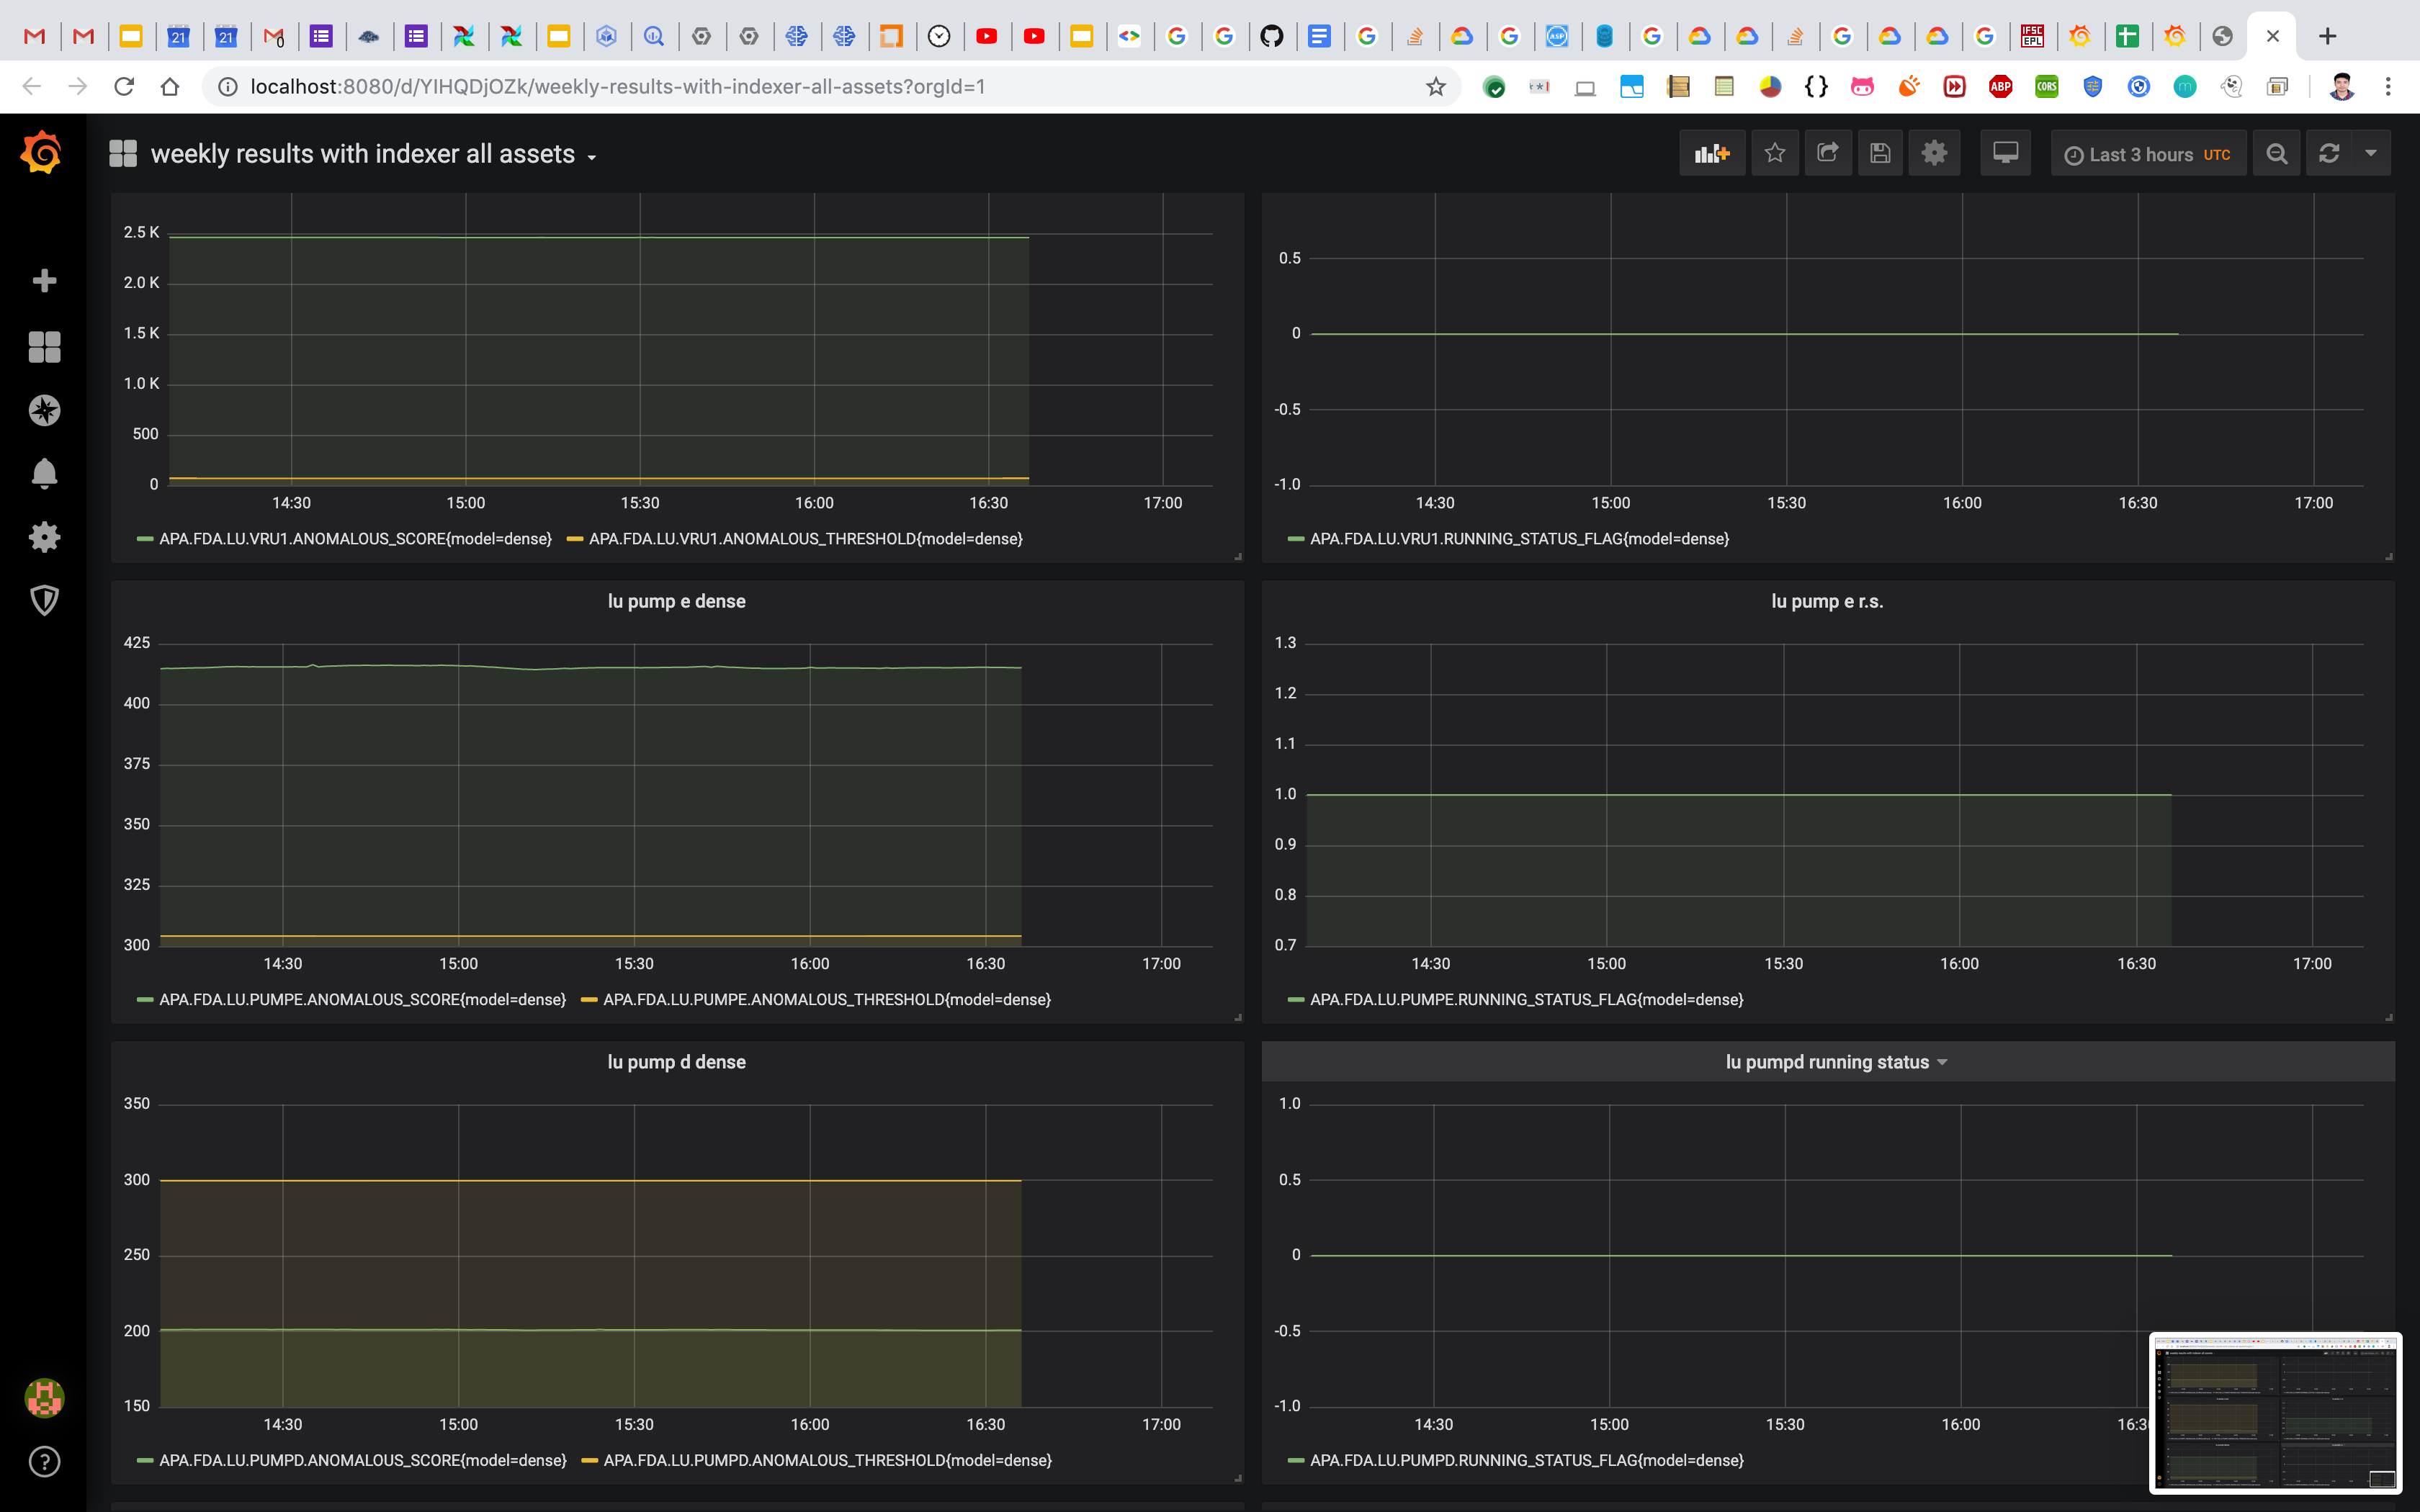 21
21
0
ASP
IFSC
EPL
localhost:8080/d/YIHQDjOZk/weekly-results-with-indexer-all-assets?orgId=1
ABP
CORS
m
weekly results with indexer all assets
Last 3 hours UTC
2.5 K
2.0 K
1.5 K
1.0 K
500
0
14:30 15:00 15:30 16:00 16:30 17:00
APA.FDA.LU.VRU1.ANOMALOUS_SCORE{model=dense} APA.FDA.LU.VRU1.ANOMALOUS_THRESHOLD{model=dense}
0.5
0
-0.5
-1.0
14:30 15:00 15:30 16:00 16:30 17:00
APA.FDA.LU.VRU1.RUNNING_STATUS_FLAG{model=dense}
lu pump e dense
425
400
375
350
325
300
14:30 15:00 15:30 16:00 16:30 17:00
APA.FDA.LU.PUMPE.ANOMALOUS_SCORE{model=dense} APA.FDA.LU.PUMPE.ANOMALOUS_THRESHOLD{model=dense}
lu pump e r.s.
1.3
1.2
1.1
1.0
0.9
0.8
0.7
14:30 15:00 15:30 16:00 16:30 17:00
APA.FDA.LU.PUMPE.RUNNING_STATUS_FLAG{model=dense}
lu pump d dense
350
300
250
200
150
14:30 15:00 15:30 16:00 16:30 17:00
APA.FDA.LU.PUMPD.ANOMALOUS_SCORE{model=dense} APA.FDA.LU.PUMPD.ANOMALOUS_THRESHOLD{model=dense}
lu pumpd running status
1.0
0.5
0
-0.5
-1.0
14:30 15:00 15:30 16:00
APA.FDA.LU.PUMPD.RUNNING_STATUS_FLAG{model=dense}